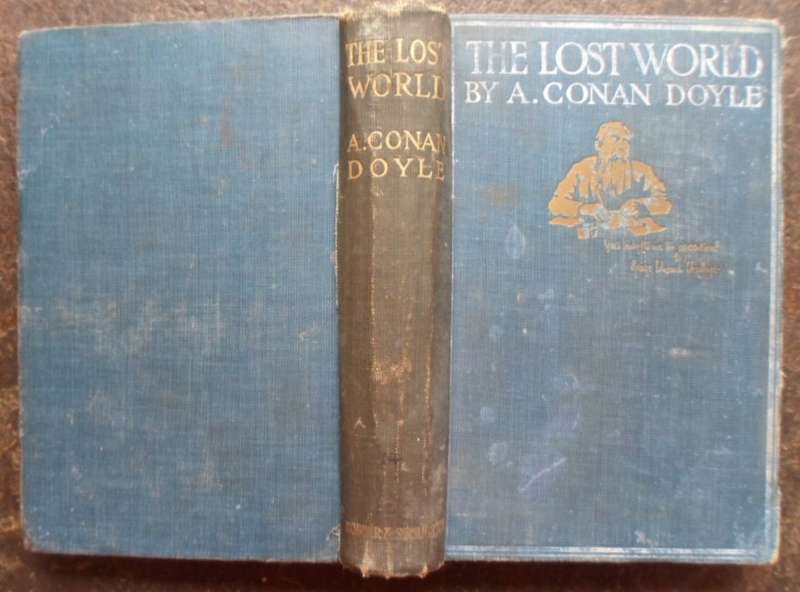 THE LOST
WORLD
A. CONAN
DOYLE
THE LOST WORLD
BY A. CONAN DOYLE